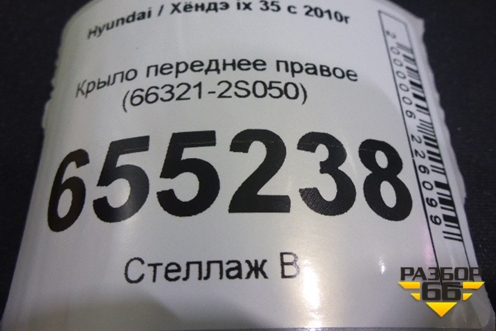 Hyundai / Хёндэ ix 35 с 2010г
Крыло переднее правое
(66321-2S050)
655238
Стеллаж В
2000006226099
РАЗБОР
66